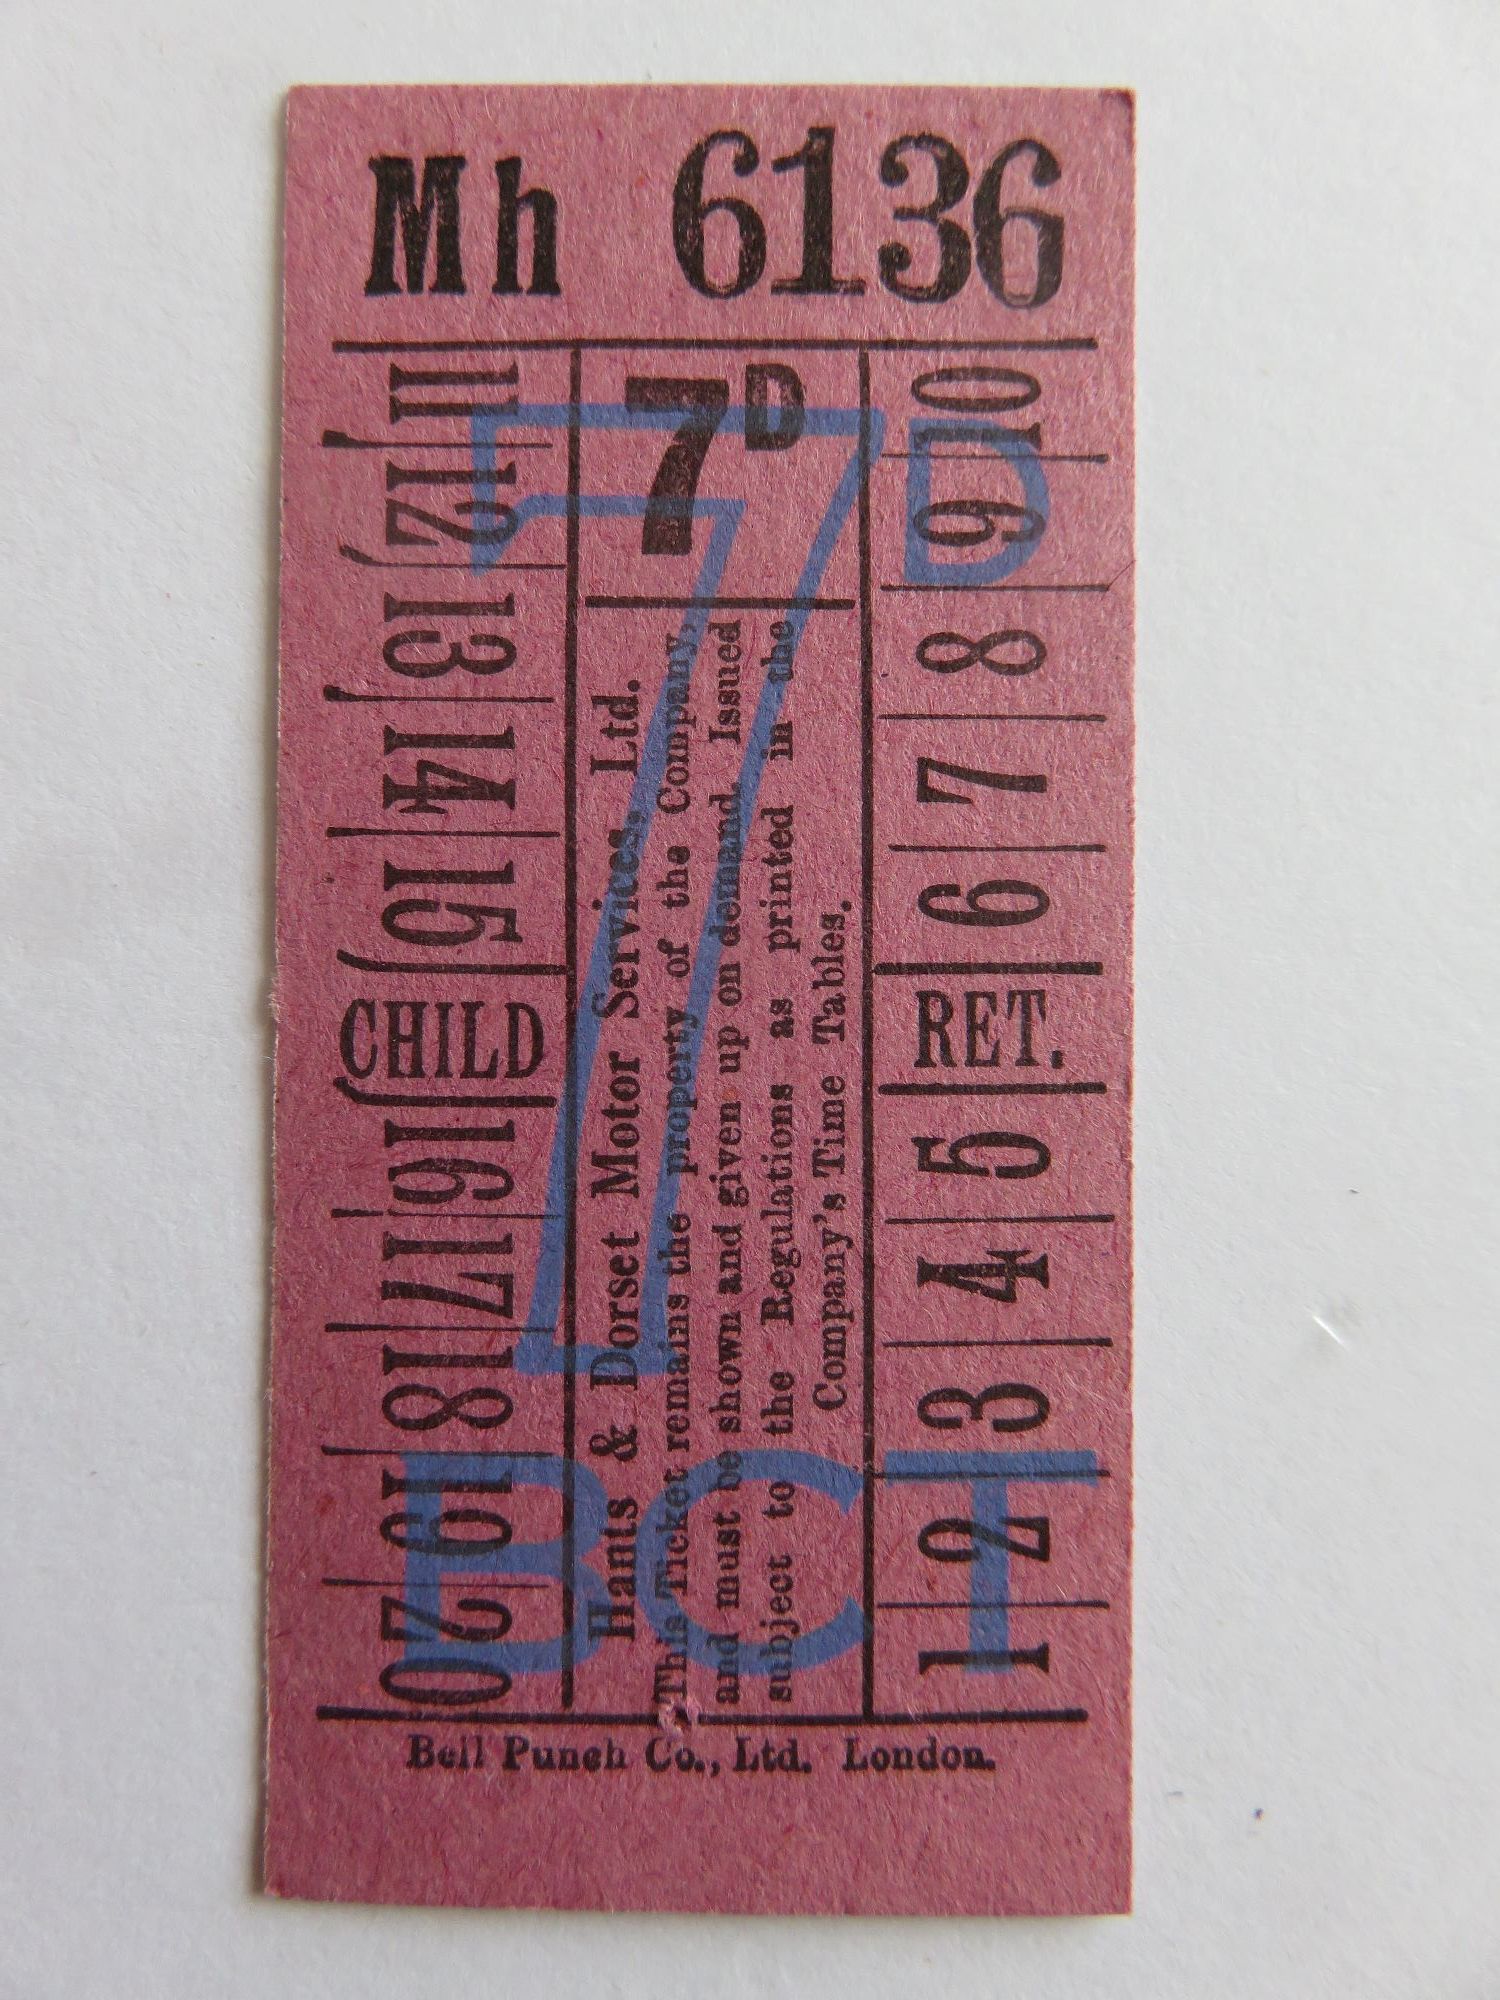 Mh 6136
7D
11
12
13
14
15
CHILD
16
17
18
19
20
Hants & Dorset Motor Services, Ltd.
This Ticket remains the property of the Company,
and must be shown and given up on demand. Issued
subject to the Regulations as printed in the
Company's Time Tables.
10
9
8
7
6
RET.
5
4
3
2
1
7D
BCT
Bell Punch Co., Ltd. London.